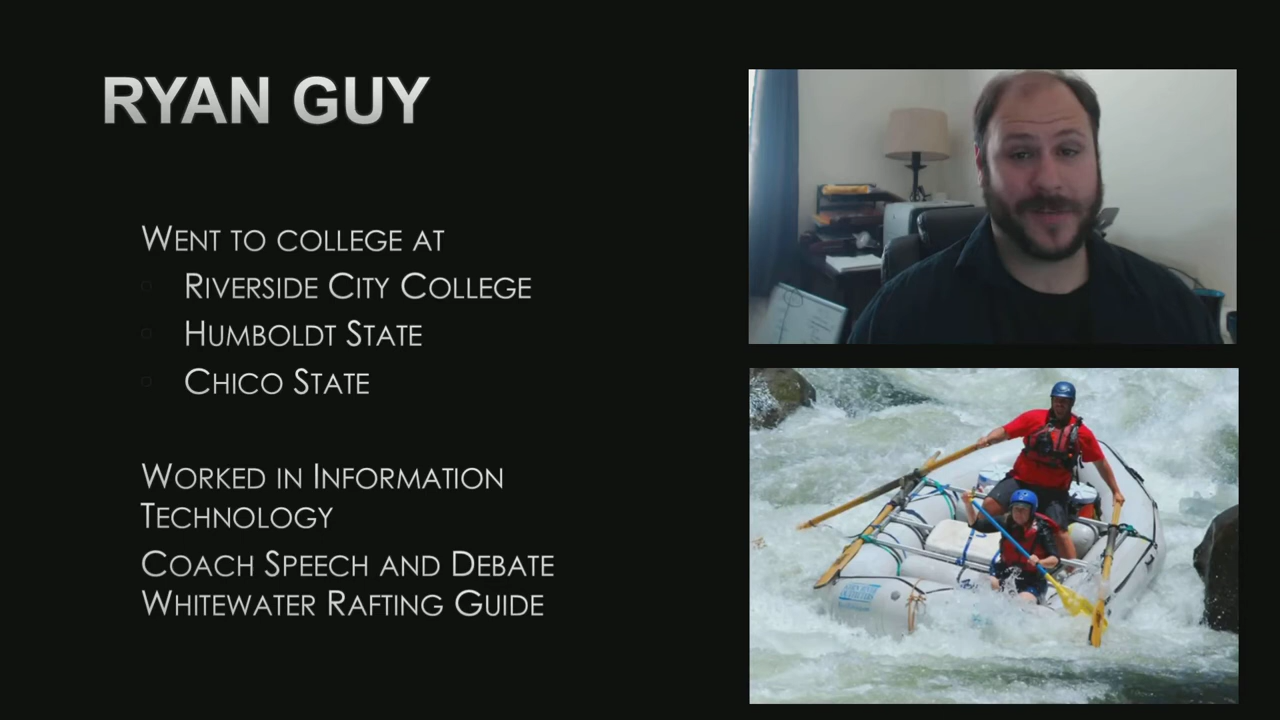 RYAN GUY
WENT TO COLLEGE AT
RIVERSIDE CITY COLLEGE
HUMBOLDT STATE
CHICO STATE
WORKED IN INFORMATION
TECHNOLOGY
COACH SPEECH AND DEBATE
WHITEWATER RAFTING GUIDE